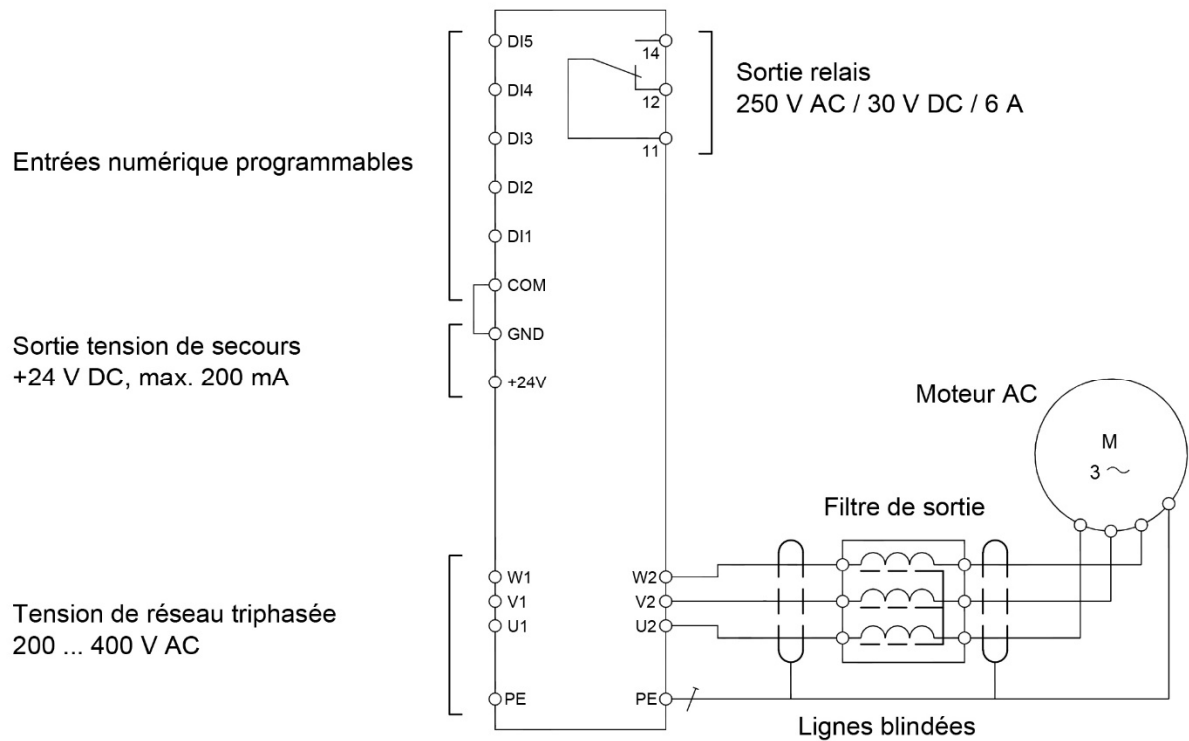 Entrées numérique programmables
DI5
DI4
DI3
DI2
DI1
COM
GND
+24V
Sortie tension de secours
+24 V DC, max. 200 mA
14
12
11
Sortie relais
250 V AC / 30 V DC / 6 A
Moteur AC
M
3 ~
Filtre de sortie
Tension de réseau triphasée
200 ... 400 V AC
W1
V1
U1
PE
W2
V2
U2
PE
Lignes blindées